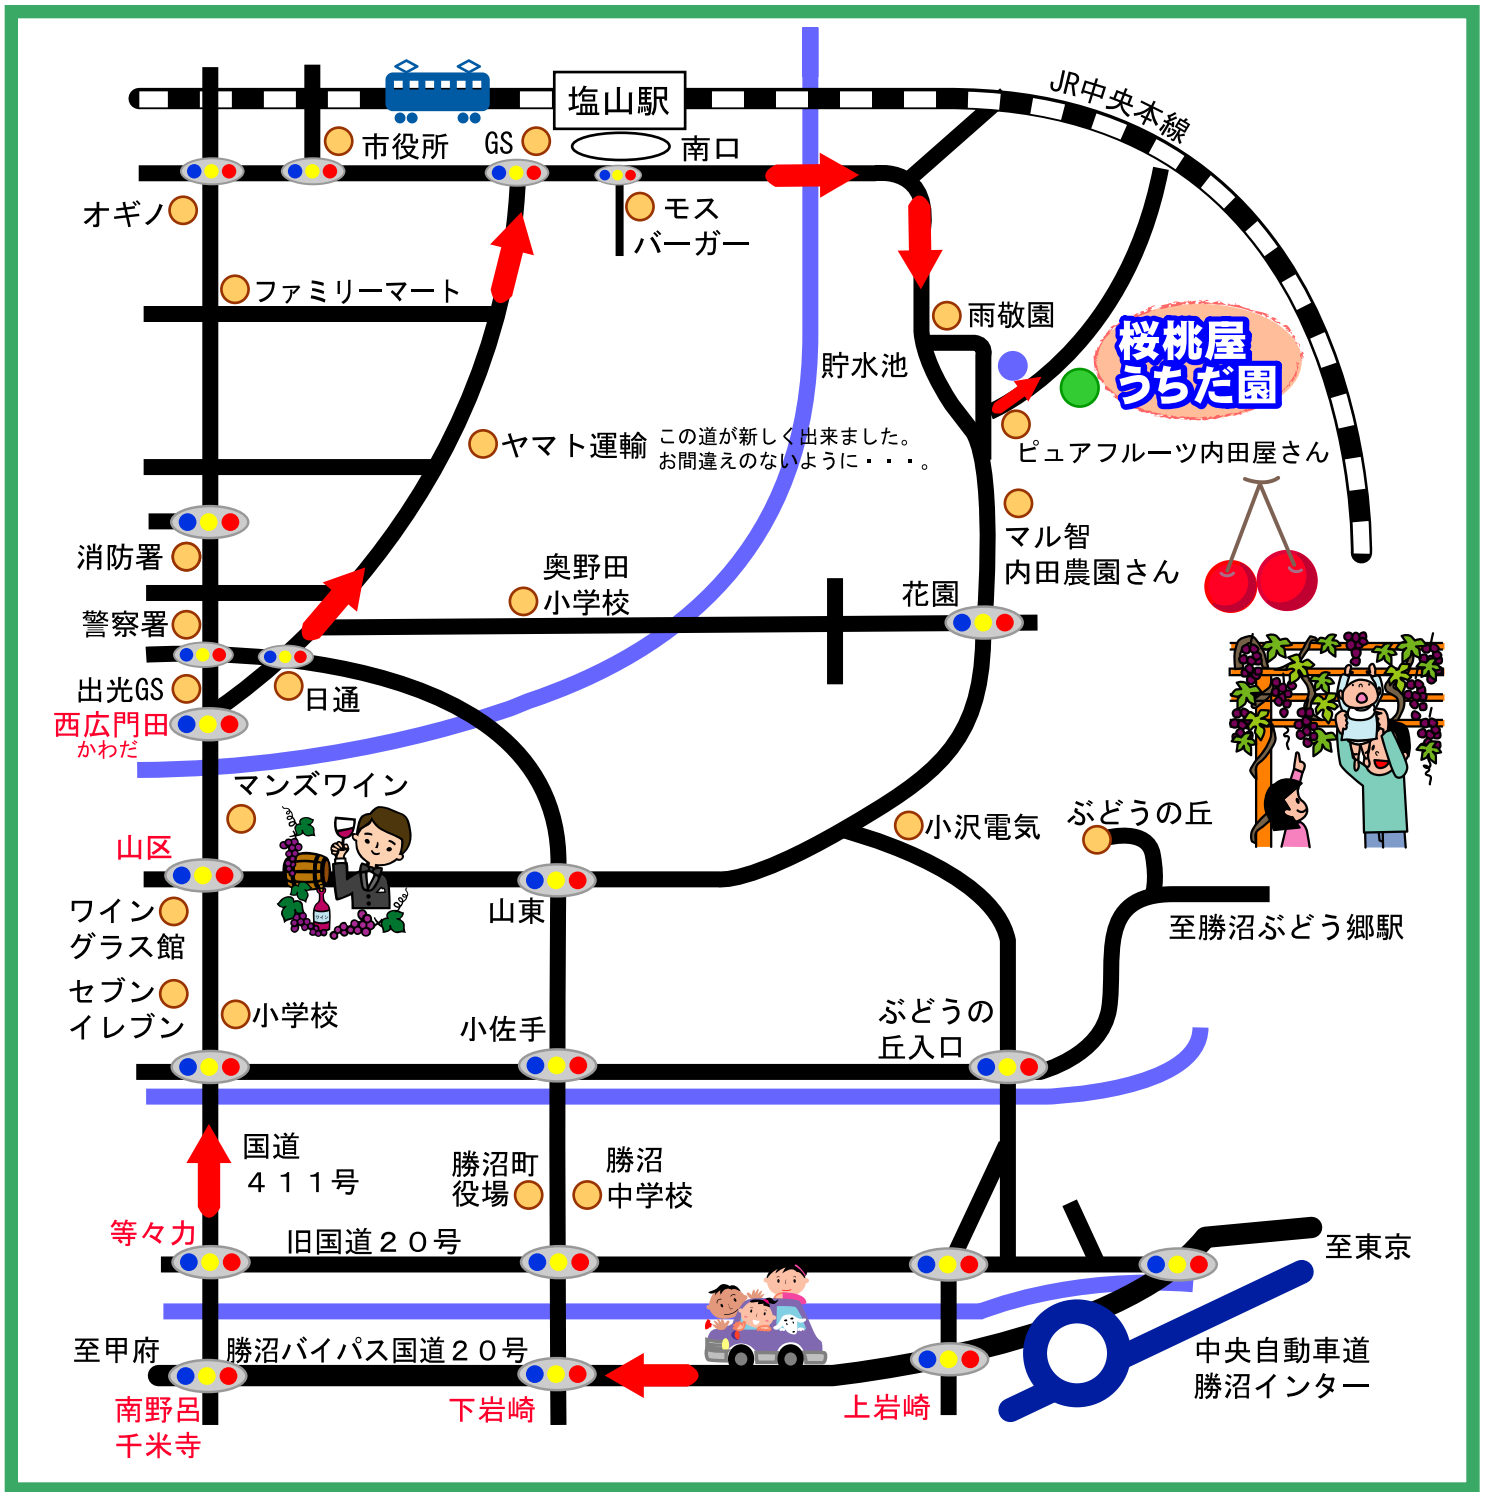 JR中央本線
塩山駅
市役所
GS
南口
オギノ
モス
バーガー
ファミリーマート
雨敬園
桜桃屋
うちだ園
貯水池
ヤマト運輸
この道が新しく出来ました。
お間違えのないように・・・。
ピュアフルーツ内田屋さん
マル智
内田農園さん
消防署
奥野田
小学校
花園
警察署
出光GS
日通
西広門田
かわだ
マンズワイン
山区
小沢電気
ぶどうの丘
ワイン
グラス館
山東
至勝沼ぶどう郷駅
セブン
イレブン
小学校
小佐手
ぶどうの
丘入口
国道
411号
勝沼町
役場
勝沼
中学校
等々力
旧国道20号
至東京
至甲府
勝沼バイパス国道20号
中央自動車道
勝沼インター
南野呂
千米寺
下岩崎
上岩崎
ワイン